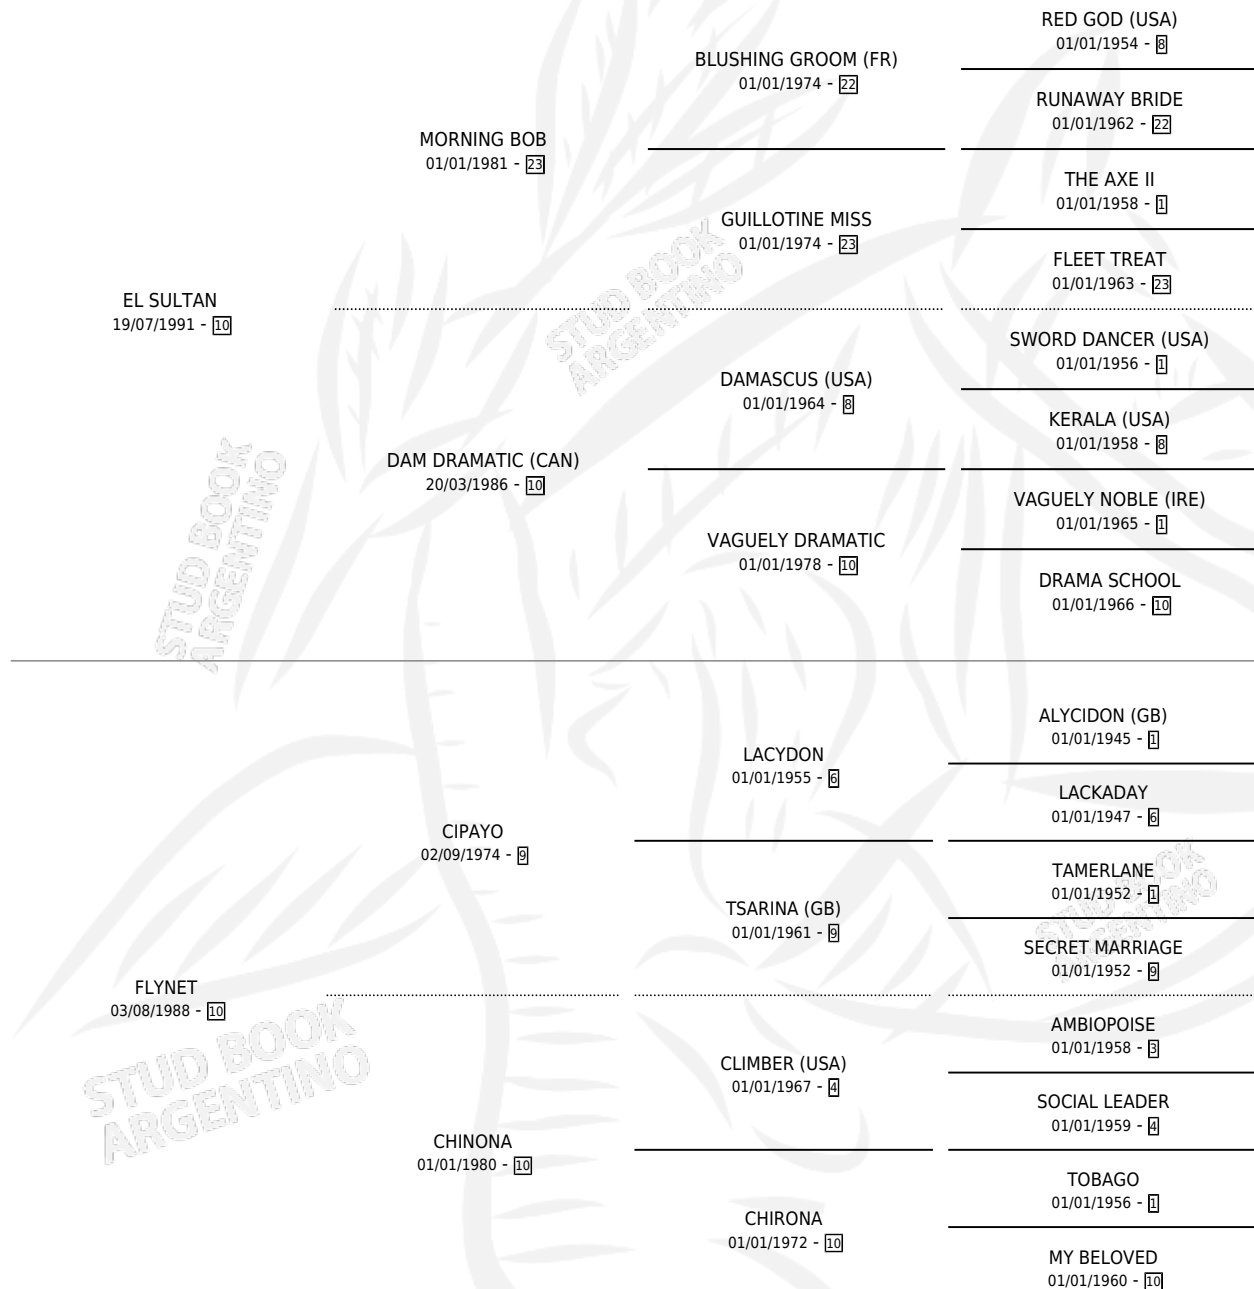 RED GOD (USA)
01/01/1954 - 8
BLUSHING GROOM (FR)
01/01/1974 - 22
RUNAWAY BRIDE
01/01/1962 - 22
MORNING BOB
01/01/1981 - 23
THE AXE II
01/01/1958 - 1
GUILLOTINE MISS
01/01/1974 - 23
FLEET TREAT
01/01/1963 - 23
EL SULTAN
19/07/1991 - 10
STUD BOOK
ARGENTINO
SWORD DANCER (USA)
01/01/1956 - 1
DAMASCUS (USA)
01/01/1964 - 8
KERALA (USA)
01/01/1958 - 8
DAM DRAMATIC (CAN)
20/03/1986 - 10
VAGUELY NOBLE (IRE)
01/01/1965 - 1
VAGUELY DRAMATIC
01/01/1978 - 10
DRAMA SCHOOL
01/01/1966 - 10
STUD BOOK
ARGENTINO
ALYCIDON (GB)
01/01/1945 - 1
LACYDON
01/01/1955 - 6
LACKADAY
01/01/1947 - 6
CIPAYO
02/09/1974 - 9
TAMERLANE
01/01/1952 - 1
TSARINA (GB)
01/01/1961 - 9
SECRET MARRIAGE
01/01/1952 - 9
STUD BOOK
ARGENTINO
FLYNET
03/08/1988 - 10
AMBIOPOISE
01/01/1958 - 3
CLIMBER (USA)
01/01/1967 - 4
SOCIAL LEADER
01/01/1959 - 4
STUD BOOK
ARGENTINO
CHINONA
01/01/1980 - 10
TOBAGO
01/01/1956 - 1
CHIRONA
01/01/1972 - 10
MY BELOVED
01/01/1960 - 10